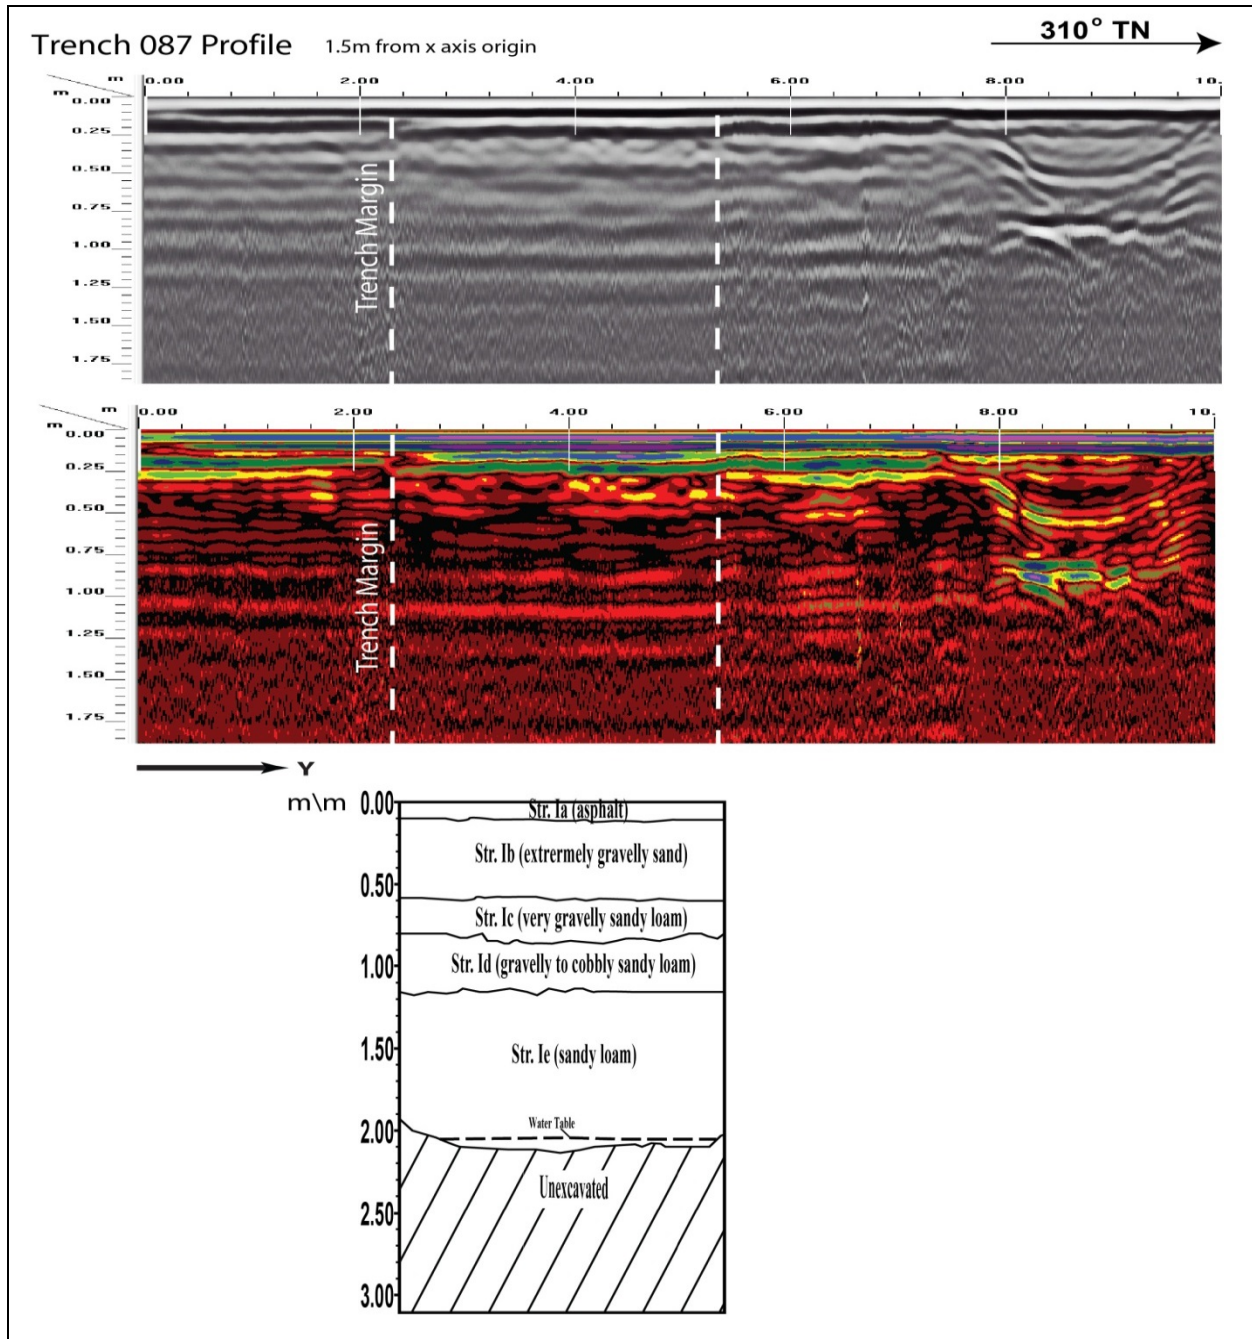 Trench 087 Profile 1.5m from x axis origin 310° TN
m 0.00 2.00 4.00 6.00 8.00 10.
m
0.00
0.25
0.50
0.75
1.00
1.25
1.50
1.75
Trench Margin
m 0.00 2.00 4.00 6.00 8.00 10.
m
0.00
0.25
0.50
0.75
1.00
1.25
1.50
1.75
Trench Margin
Y
m\m
0.00
Str. Ia (asphalt)
Str. Ib (extrermely gravelly sand)
0.50
Str. Ic (very gravelly sandy loam)
Str. Id (gravelly to cobbly sandy loam)
1.00
1.50
Str. Ie (sandy loam)
Water Table
2.00
Unexcavated
2.50
3.00